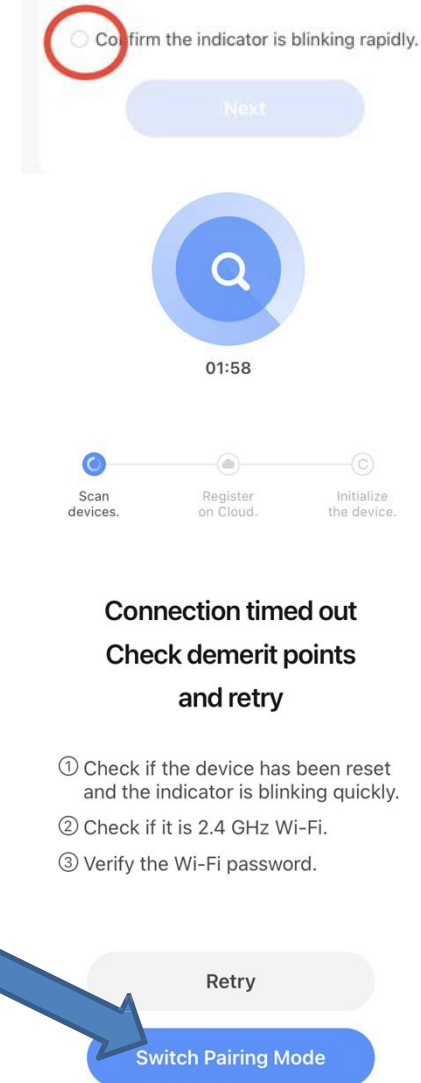 Confirm the indicator is blinking rapidly.
Next
01:58
Scan
devices.
Register
on Cloud.
Initialize
the device.
Connection timed out
Check demerit points
and retry
① Check if the device has been reset
and the indicator is blinking quickly.
② Check if it is 2.4 GHz Wi-Fi.
③ Verify the Wi-Fi password.
Retry
Switch Pairing Mode